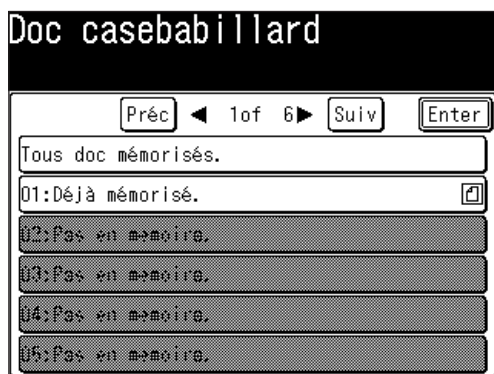 Doc casebabillard
Préc ◀ 1of 6▶ Suiv Enter
Tous doc mémorisés.
01:Déjà mémorisé.
02:Pas en memoire.
03:Pas en memoire.
04:Pas en memoire.
05:Pas en memoire.